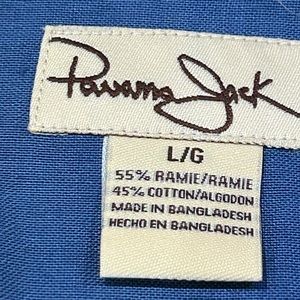 Panama Jack
L/G
55% RAMIE/RAMIE
45% COTTON/ALGODON
MADE IN BANGLADESH
HECHO EN BANGLADESH